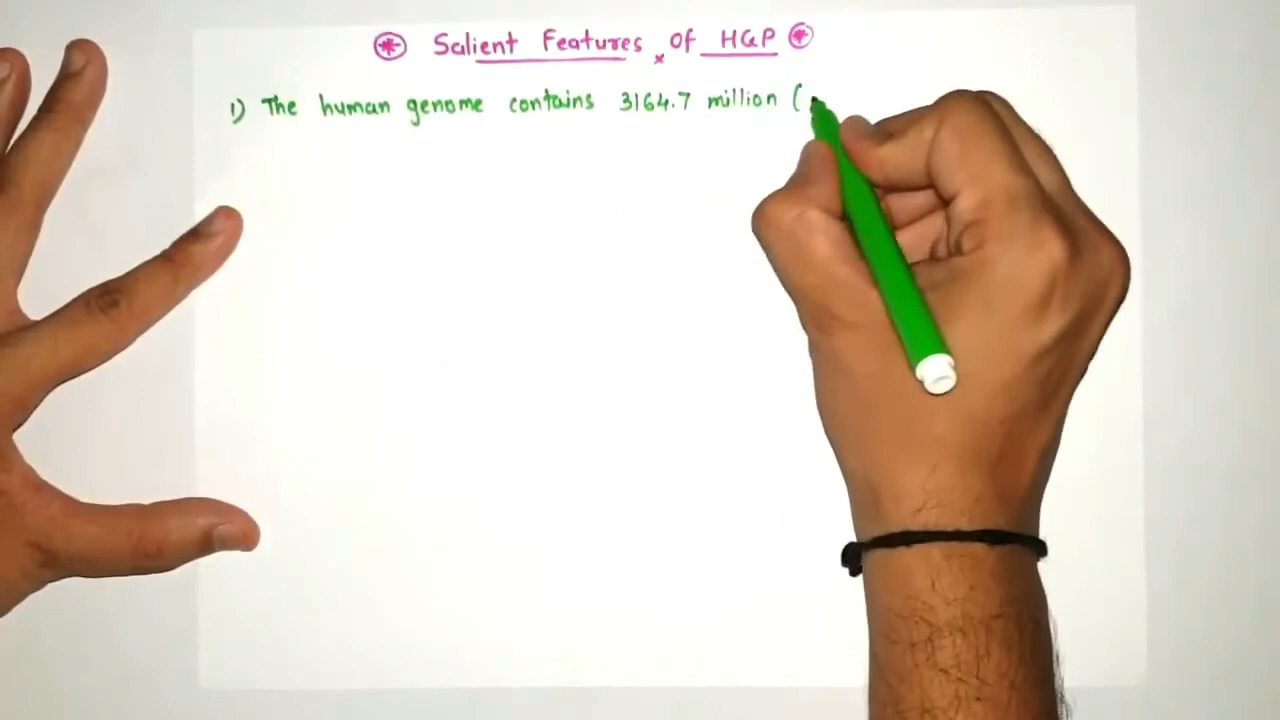 Salient Features of HGP
1) The human genome contains 3164.7 million (